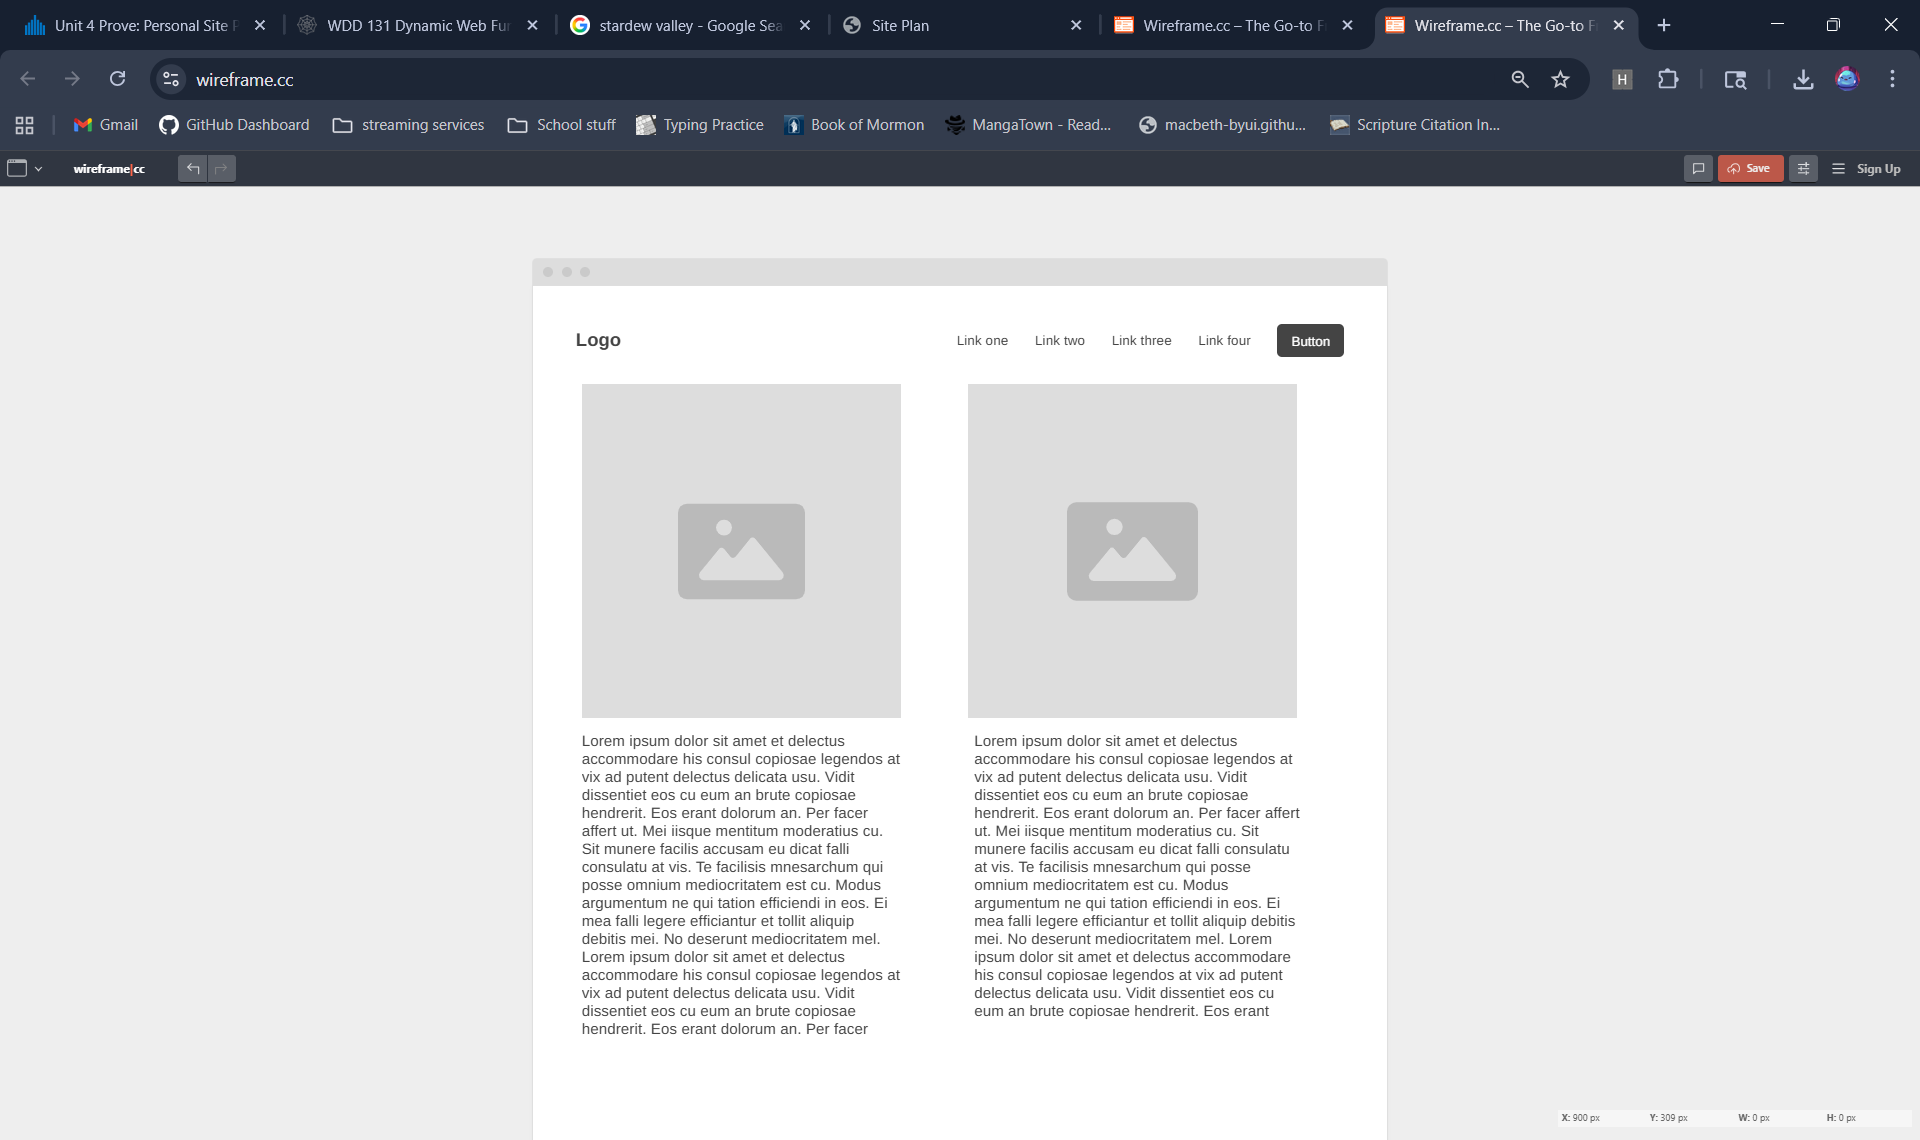 Unit 4 Prove: Personal Site P
WDD 131 Dynamic Web Fun
stardew valley - Google Sea
Site Plan
Wireframe.cc – The Go-to F
Wireframe.cc – The Go-to F
wireframe.cc
H
Gmail
GitHub Dashboard
streaming services
School stuff
Typing Practice
Book of Mormon
MangaTown - Read...
macbeth-byui.githu...
Scripture Citation In...
wireframe|cc
Save
Sign Up
Logo
Link one
Link two
Link three
Link four
Button
Lorem ipsum dolor sit amet et delectus
accommodare his consul copiosae legendos at
vix ad putent delectus delicata usu. Vidit
dissentiet eos cu eum an brute copiosae
hendrerit. Eos erant dolorum an. Per facer
affert ut. Mei iisque mentitum moderatius cu.
Sit munere facilis accusam eu dicat falli
consulatu at vis. Te facilisis mnesarchum qui
posse omnium mediocritatem est cu. Modus
argumentum ne qui tation efficiendi in eos. Ei
mea falli legere efficiantur et tollit aliquip
debitis mei. No deserunt mediocritatem mel.
Lorem ipsum dolor sit amet et delectus
accommodare his consul copiosae legendos at
vix ad putent delectus delicata usu. Vidit
dissentiet eos cu eum an brute copiosae
hendrerit. Eos erant dolorum an. Per facer
Lorem ipsum dolor sit amet et delectus
accommodare his consul copiosae legendos at
vix ad putent delectus delicata usu. Vidit
dissentiet eos cu eum an brute copiosae
hendrerit. Eos erant dolorum an. Per facer affert
ut. Mei iisque mentitum moderatius cu. Sit
munere facilis accusam eu dicat falli consulatu
at vis. Te facilisis mnesarchum qui posse
omnium mediocritatem est cu. Modus
argumentum ne qui tation efficiendi in eos. Ei
mea falli legere efficiantur et tollit aliquip debitis
mei. No deserunt mediocritatem mel. Lorem
ipsum dolor sit amet et delectus accommodare
his consul copiosae legendos at vix ad putent
delectus delicata usu. Vidit dissentiet eos cu
eum an brute copiosae hendrerit. Eos erant
X: 900 px
Y: 309 px
W: 0 px
H: 0 px